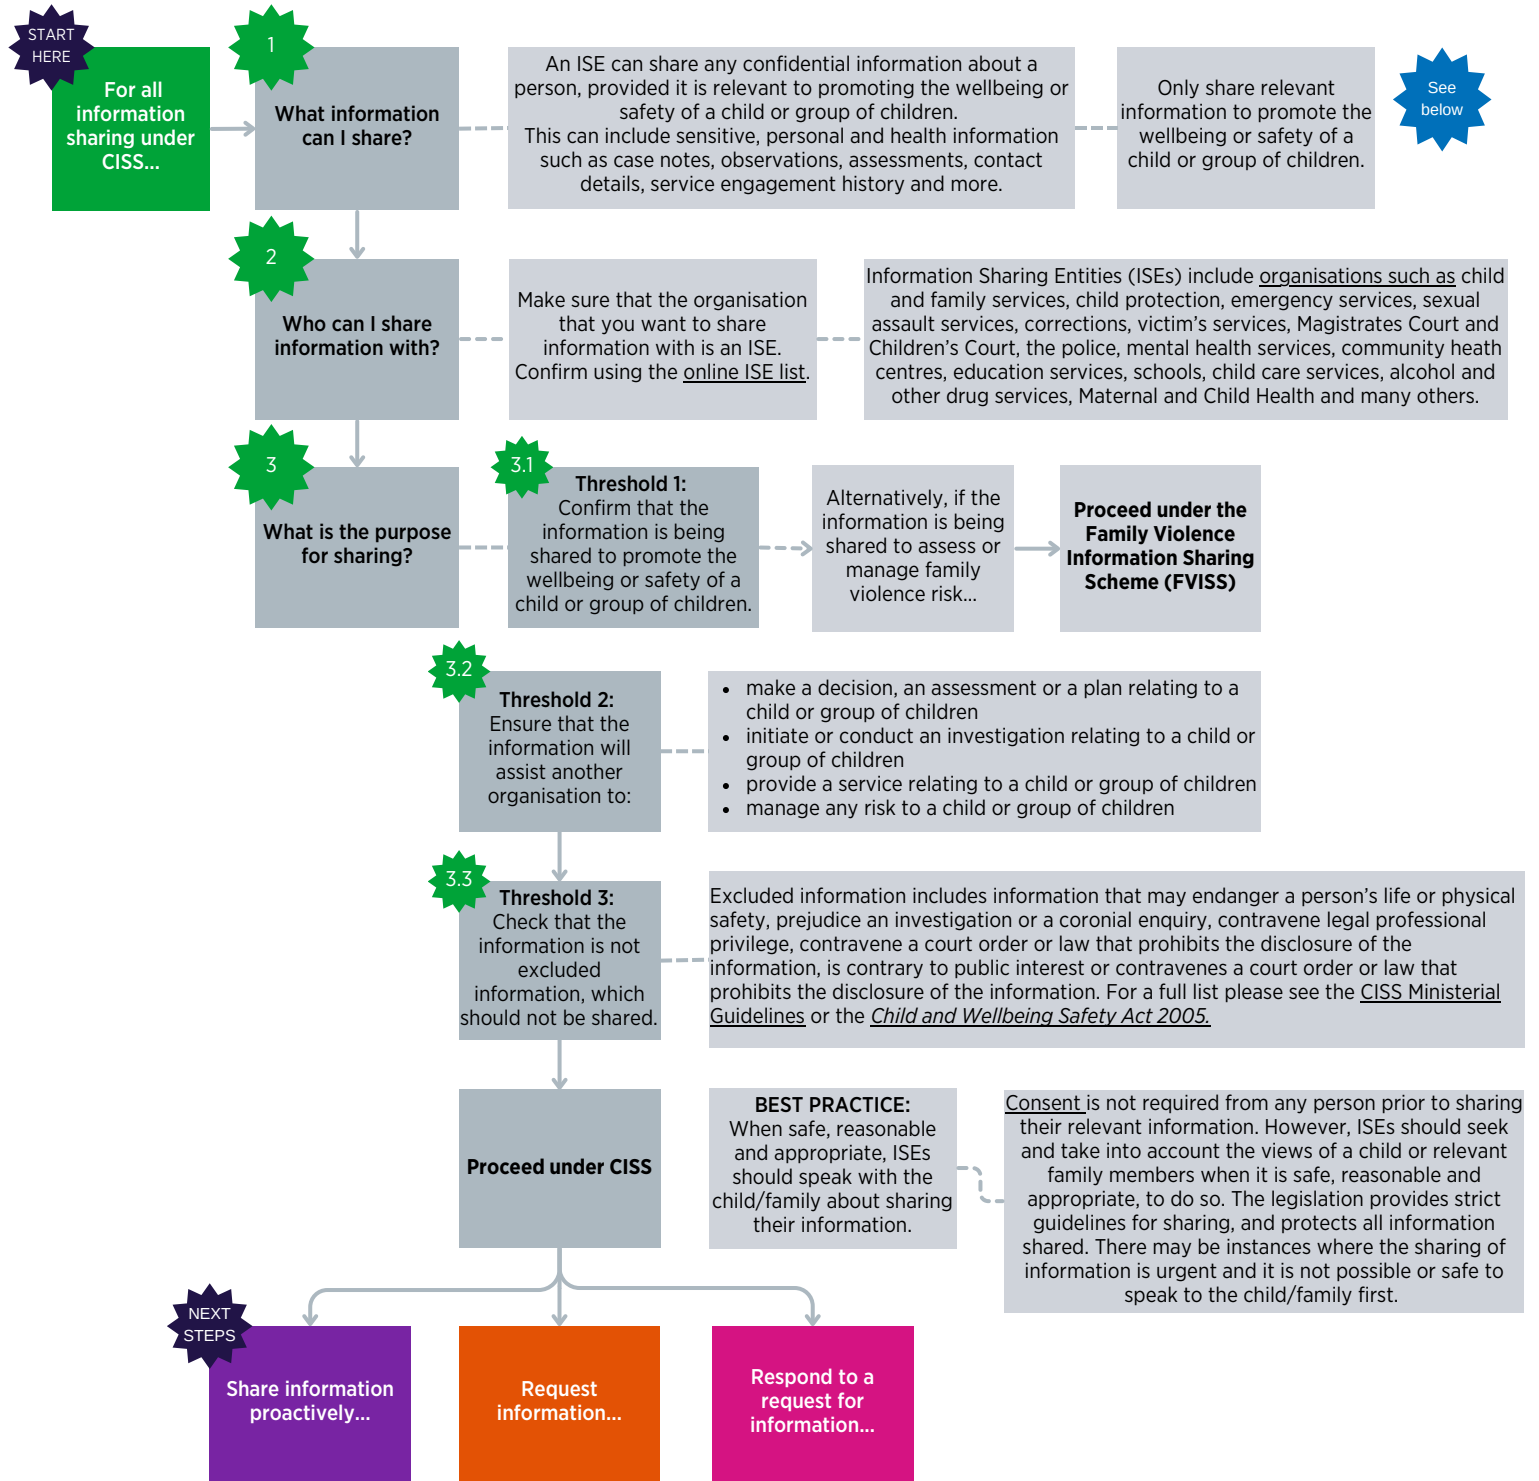 START
HERE
For all
information
sharing under
CISS...
1
What information
can I share?
An ISE can share any confidential information about a
person, provided it is relevant to promoting the wellbeing or
safety of a child or group of children.
This can include sensitive, personal and health information
such as case notes, observations, assessments, contact
details, service engagement history and more.
Only share relevant
information to promote the
wellbeing or safety of a
child or group of children.
See
below
2
Who can I share
information with?
Make sure that the organisation
that you want to share
information with is an ISE.
Confirm using the online ISE list.
Information Sharing Entities (ISEs) include organisations such as child
and family services, child protection, emergency services, sexual
assault services, corrections, victim's services, Magistrates Court and
Children's Court, the police, mental health services, community heath
centres, education services, schools, child care services, alcohol and
other drug services, Maternal and Child Health and many others.
3
What is the purpose
for sharing?
3.1
Threshold 1:
Confirm that the
information is being
shared to promote the
wellbeing or safety of a
child or group of children.
Alternatively, if the
information is being
shared to assess or
manage family
violence risk...
Proceed under the
Family Violence
Information Sharing
Scheme (FVISS)
3.2
Threshold 2:
Ensure that the
information will
assist another
organisation to:
• make a decision, an assessment or a plan relating to a
child or group of children
• initiate or conduct an investigation relating to a child or
group of children
• provide a service relating to a child or group of children
• manage any risk to a child or group of children
3.3
Threshold 3:
Check that the
information is not
excluded
information, which
should not be shared.
Excluded information includes information that may endanger a person's life or physical
safety, prejudice an investigation or a coronial enquiry, contravene legal professional
privilege, contravene a court order or law that prohibits the disclosure of the
information, is contrary to public interest or contravenes a court order or law that
prohibits the disclosure of the information. For a full list please see the CISS Ministerial
Guidelines or the Child and Wellbeing Safety Act 2005.
Proceed under CISS
BEST PRACTICE:
When safe, reasonable
and appropriate, ISEs
should speak with the
child/family about sharing
their information.
Consent is not required from any person prior to sharing
their relevant information. However, ISEs should seek
and take into account the views of a child or relevant
family members when it is safe, reasonable and
appropriate, to do so. The legislation provides strict
guidelines for sharing, and protects all information
shared. There may be instances where the sharing of
information is urgent and it is not possible or safe to
speak to the child/family first.
NEXT
STEPS
Share information
proactively...
Request
information...
Respond to a
request for
information...